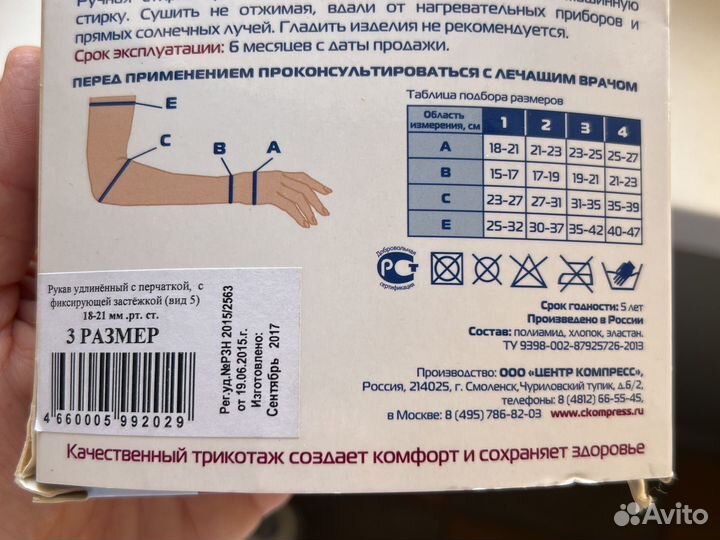 Ручная
машинную
стирку. Сушить не отжимая, вдали от нагревательных приборов и
прямых солнечных лучей. Гладить изделия не рекомендуется.
Срок эксплуатации: 6 месяцев с даты продажи.
ПЕРЕД ПРИМЕНЕНИЕМ ПРОКОНСУЛЬТИРОВАТЬСЯ С ЛЕЧАЩИМ ВРАЧОМ
Таблица подбора размеров
Область измерения, см 1 2 3 4
A 18-21 21-23 23-25 25-27
B 15-17 17-19 19-21 21-23
C 23-27 27-31 31-35 35-39
E 25-32 30-37 35-42 40-47
E
C
B
A
Добровольная
РСТ
сертификация
Срок годности: 5 лет
Произведено в России
Состав: полиамид, хлопок, эластан.
ТУ 9398-002-87925726-2013
Рукав удлинённый с перчаткой, с
фиксирующей застёжкой (вид 5)
18-21 мм .рт. ст.
3 РАЗМЕР
4660005992029
Рег.уд.№РЗН 2015/2563
от 19.06.2015.г.
Изготовлено:
Сентябрь 2017
Производство: ООО «ЦЕНТР КОМПРЕСС»,
Россия, 214025, г. Смоленск, Чуриловский тупик, д.6/2,
телефоны: 8 (4812) 66-55-45,
в Москве: 8 (495) 786-82-03 www.ckompress.ru
Качественный трикотаж создает комфорт и сохраняет здоровье
Avito